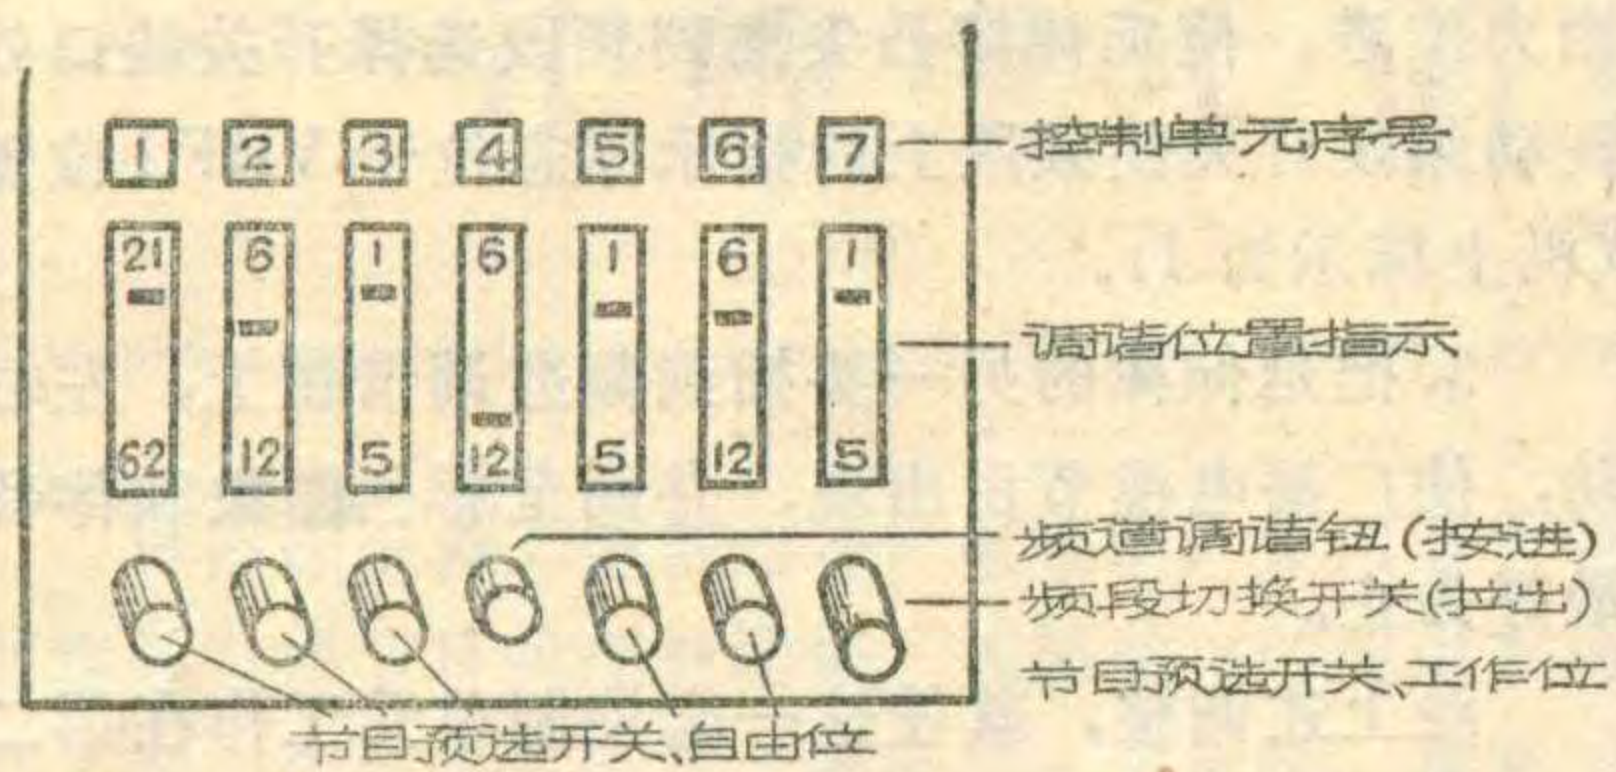 1 2 3 4 5 6 7 控制单元序号
21 6 1 6 1 6 1
调谐位置指示
62 12 5 12 5 12 5
频道调谐钮(按进)
频段切换开关(拉出)
节目预选开关、工作位
节目预选开关、自由位